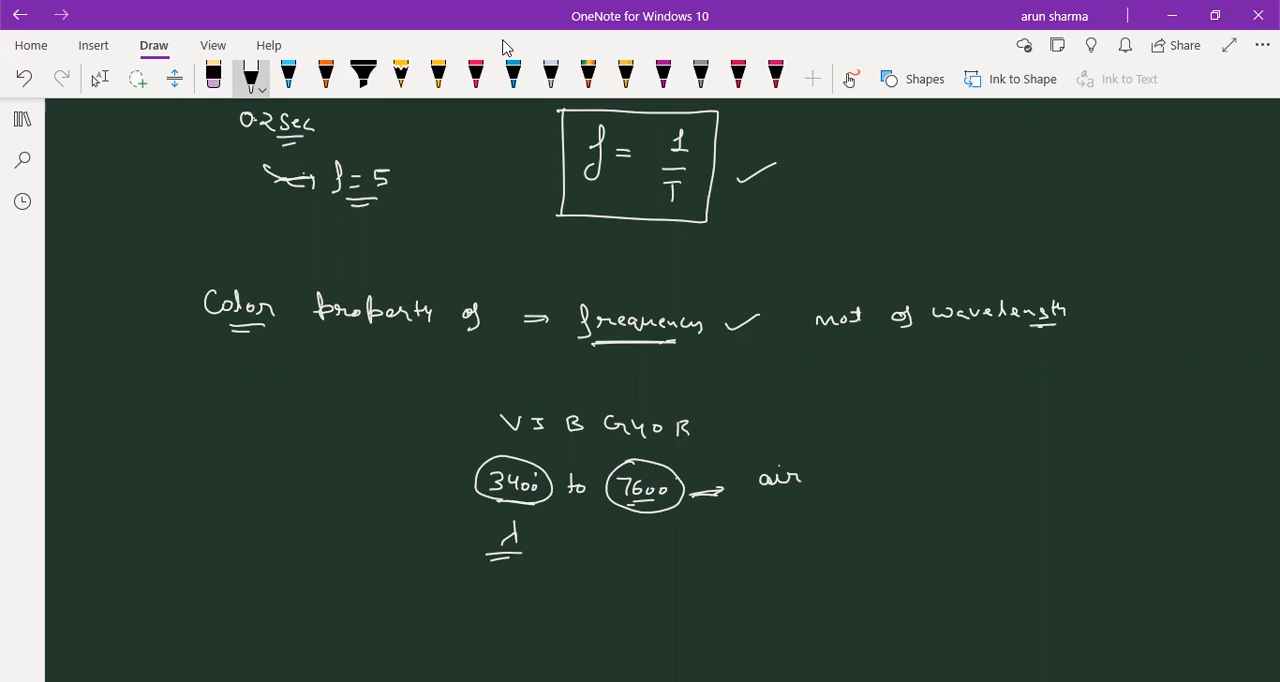 OneNote for Windows 10
arun sharma
Home Insert Draw View Help
Share
Shapes Ink to Shape Ink to Text
0.2 Sec
f = 5
f = 1/T
Color property of ⇒ frequency ✓ not of wavelength
V I B G Y O R
3400 to 7600 → air
λ